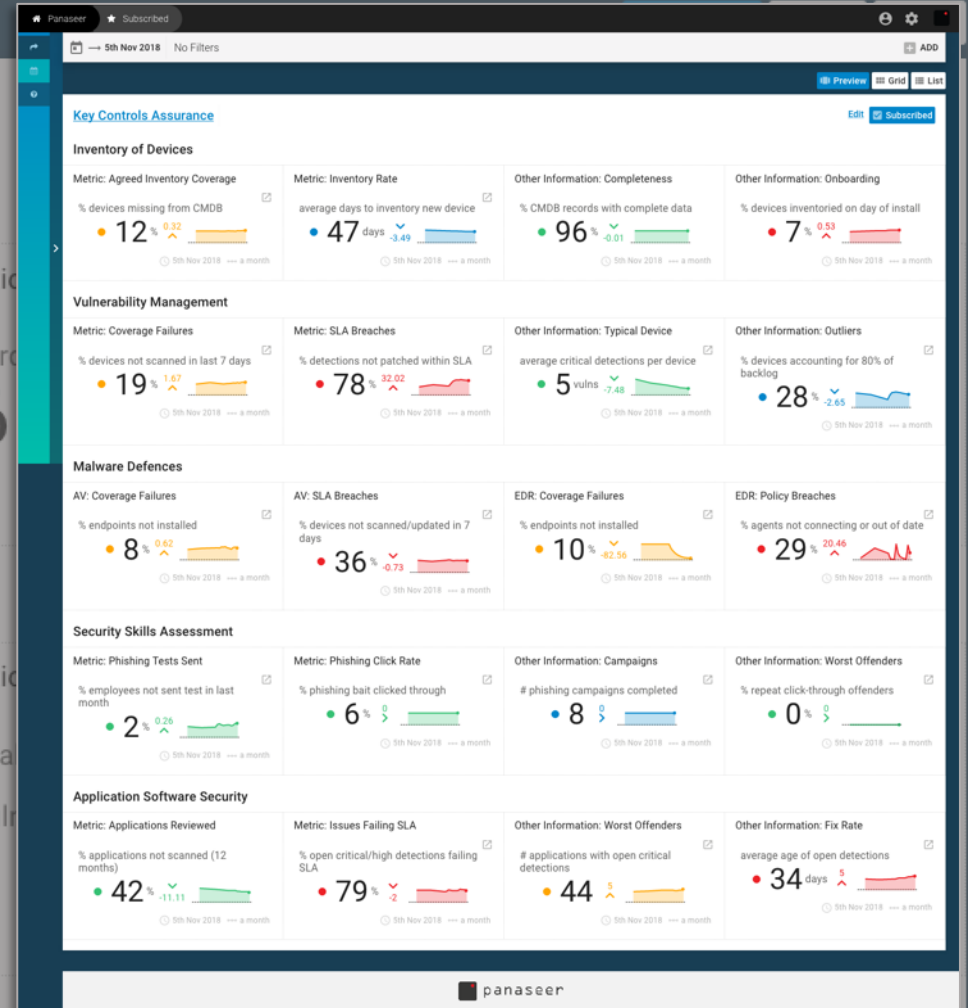 Panaseer Subscribed
→ 5th Nov 2018 No Filters ADD
Preview Grid List
Key Controls Assurance Edit Subscribed
Inventory of Devices
Metric: Agreed Inventory Coverage
% devices missing from CMDB
12 % 0.32
5th Nov 2018 a month
Metric: Inventory Rate
average days to inventory new device
47 days -3.49
5th Nov 2018 a month
Other Information: Completeness
% CMDB records with complete data
96 % -0.01
5th Nov 2018 a month
Other Information: Onboarding
% devices inventoried on day of install
7 % 0.53
5th Nov 2018 a month
Vulnerability Management
Metric: Coverage Failures
% devices not scanned in last 7 days
19 % 1.67
5th Nov 2018 a month
Metric: SLA Breaches
% detections not patched within SLA
78 % 32.02
5th Nov 2018 a month
Other Information: Typical Device
average critical detections per device
5 vulns -7.48
5th Nov 2018 a month
Other Information: Outliers
% devices accounting for 80% of
backlog
28 % -2.65
5th Nov 2018 a month
Malware Defences
AV: Coverage Failures
% endpoints not installed
8 % 0.62
5th Nov 2018 a month
AV: SLA Breaches
% devices not scanned/updated in 7
days
36 % -0.73
5th Nov 2018 a month
EDR: Coverage Failures
% endpoints not installed
10 % -82.56
5th Nov 2018 a month
EDR: Policy Breaches
% agents not connecting or out of date
29 % 20.46
5th Nov 2018 a month
Security Skills Assessment
Metric: Phishing Tests Sent
% employees not sent test in last
month
2 % 0.26
5th Nov 2018 a month
Metric: Phishing Click Rate
% phishing bait clicked through
6 % 0
5th Nov 2018 a month
Other Information: Campaigns
# phishing campaigns completed
8 0
5th Nov 2018 a month
Other Information: Worst Offenders
% repeat click-through offenders
0 % 0
5th Nov 2018 a month
Application Software Security
Metric: Applications Reviewed
% applications not scanned (12
months)
42 % -11.11
5th Nov 2018 a month
Metric: Issues Failing SLA
% open critical/high detections failing
SLA
79 % -2
5th Nov 2018 a month
Other Information: Worst Offenders
# applications with open critical
detections
44 5
5th Nov 2018 a month
Other Information: Fix Rate
average age of open detections
34 days 5
5th Nov 2018 a month
panaseer